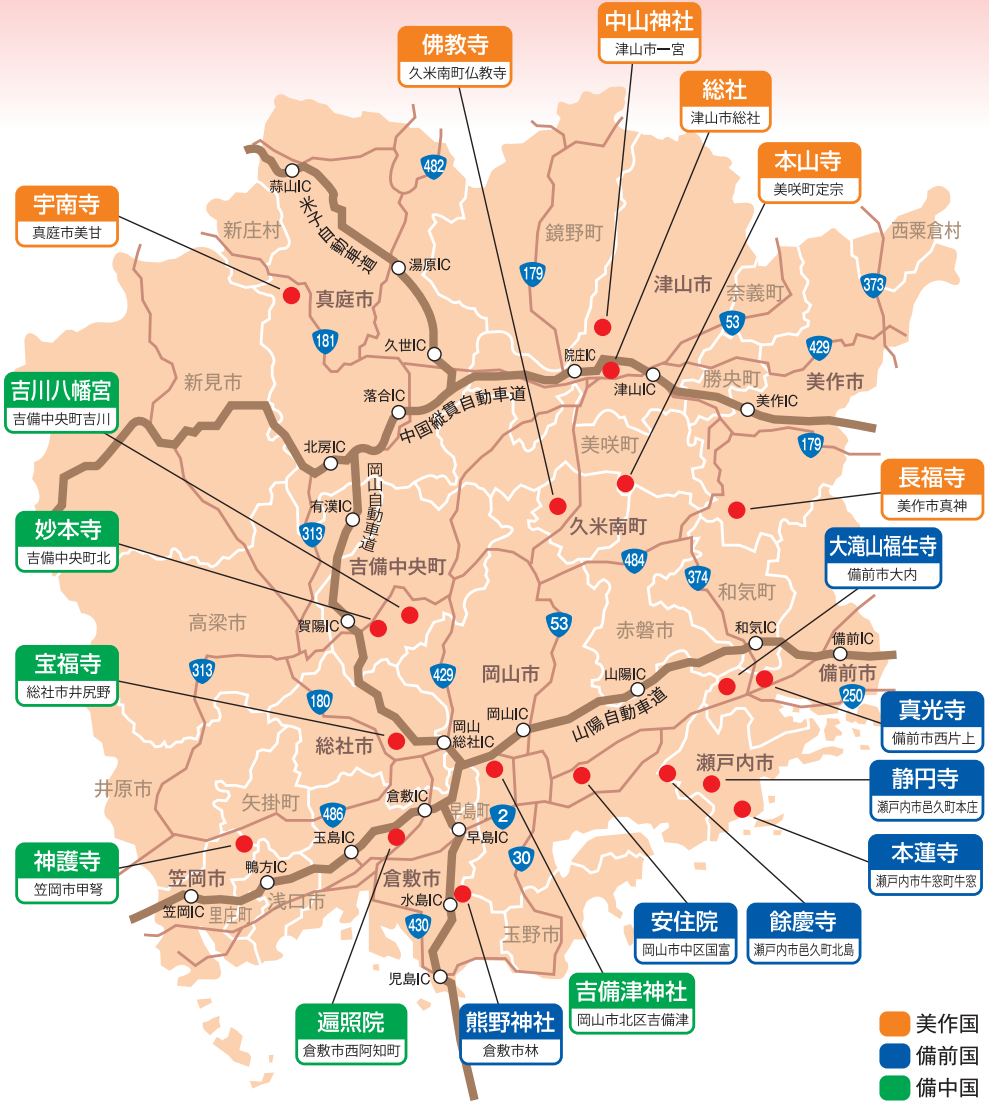 中山神社
津山市一宮
佛教寺
久米南町仏教寺
総社
津山市総社
本山寺
美咲町定宗
482
蒜山IC
米子自動車道
宇南寺
真庭市美甘
新庄村
鏡野町
西粟倉村
湯原IC
179
津山市
奈義町
373
真庭市
53
181
久世IC
院庄IC
429
吉川八幡宮
吉備中央町吉川
新見市
落合IC
中国縦貫自動車道
津山IC
勝央町
美作市
美作IC
北房IC
美咲町
179
岡山自動車道
長福寺
美作市真神
有漢IC
久米南町
妙本寺
吉備中央町北
313
吉備中央町
484
374
大滝山福生寺
備前市大内
和気町
高梁市
賀陽IC
53
赤磐市
和気IC
備前IC
宝福寺
総社市井尻野
313
429
岡山市
山陽IC
備前市
250
180
岡山IC
山陽自動車道
真光寺
備前市西片上
総社市
岡山
総社IC
瀬戸内市
静円寺
瀬戸内市邑久町本庄
井原市
矢掛町
倉敷IC
早島町
486
2
玉島IC
早島IC
本蓮寺
瀬戸内市牛窓町牛窓
神護寺
笠岡市甲弩
30
笠岡市
鴨方IC
倉敷市
浅口市
水島IC
笠岡IC
里庄町
430
玉野市
安住院
岡山市中区国富
餘慶寺
瀬戸内市邑久町北島
児島IC
吉備津神社
岡山市北区吉備津
遍照院
倉敷市西阿知町
熊野神社
倉敷市林
美作国
備前国
備中国